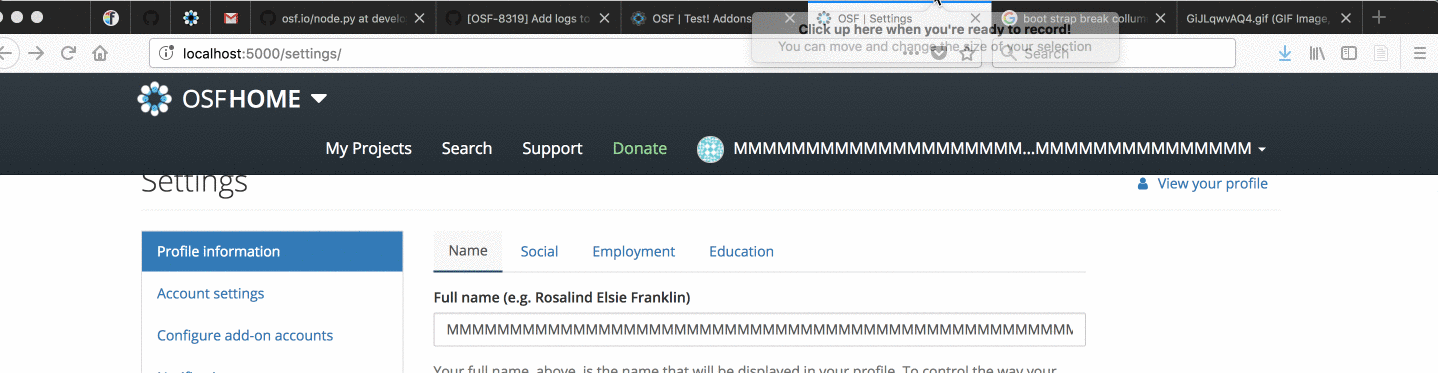 osf.io/node.py at develo
[OSF-8319] Add logs to
OSF | Test! Addons
OSF | Settings
boot strap break collum
GiJLqwvAQ4.gif (GIF Image,
Click up here when you're ready to record!
You can move and change the size of your selection
localhost:5000/settings/
Search
OSFHOME
My Projects Search Support Donate MMMMMMMMMMMMMMMMMMMM...MMMMMMMMMMMMMMM
Settings
View your profile
Profile information
Name Social Employment Education
Account settings
Full name (e.g. Rosalind Elsie Franklin)
Configure add-on accounts
Your full name, above, is the name that will be displayed in your profile. To control the way your